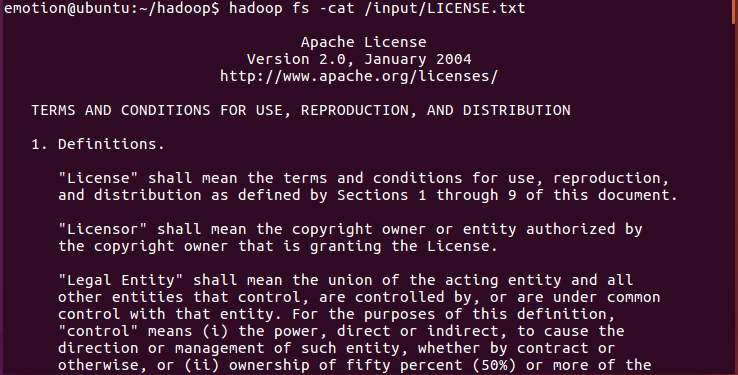 emotion@ubuntu:~/hadoop$ hadoop fs -cat /input/LICENSE.txt
Apache License
Version 2.0, January 2004
http://www.apache.org/licenses/
TERMS AND CONDITIONS FOR USE, REPRODUCTION, AND DISTRIBUTION
1. Definitions.
"License" shall mean the terms and conditions for use, reproduction,
and distribution as defined by Sections 1 through 9 of this document.
"Licensor" shall mean the copyright owner or entity authorized by
the copyright owner that is granting the License.
"Legal Entity" shall mean the union of the acting entity and all
other entities that control, are controlled by, or are under common
control with that entity. For the purposes of this definition,
"control" means (i) the power, direct or indirect, to cause the
direction or management of such entity, whether by contract or
otherwise, or (ii) ownership of fifty percent (50%) or more of the